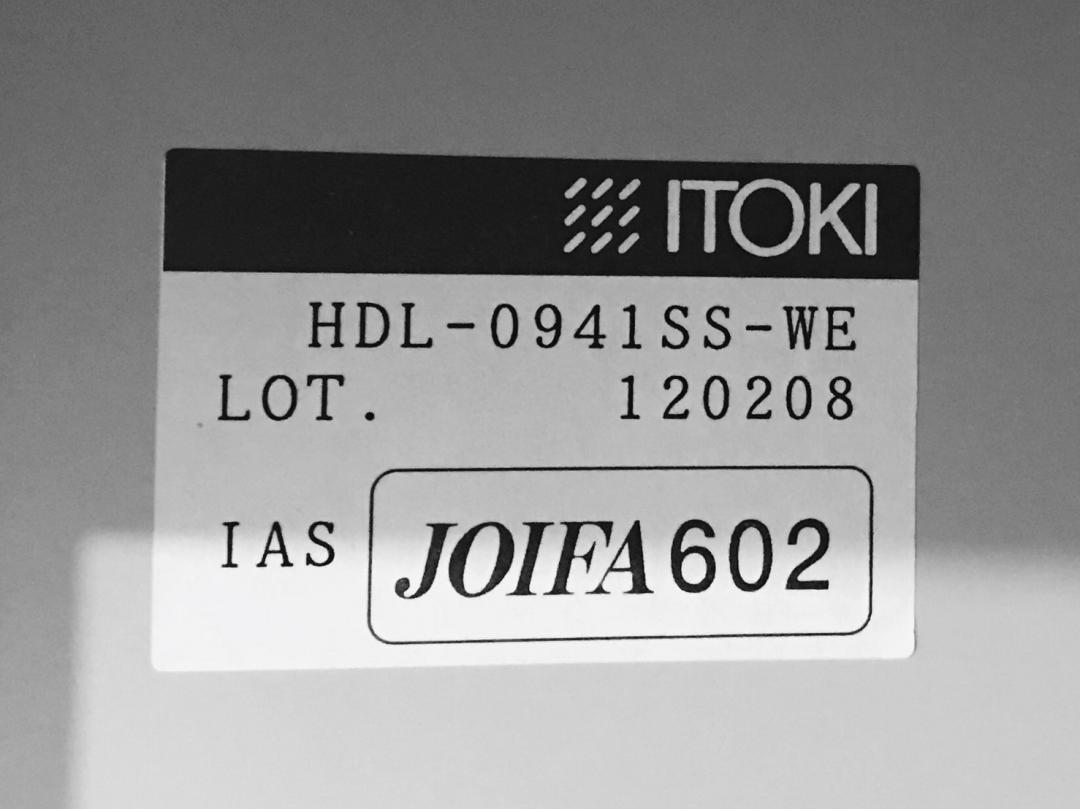 ITOKI
HDL-0941SS-WE
LOT. 120208
IAS JOIFA602